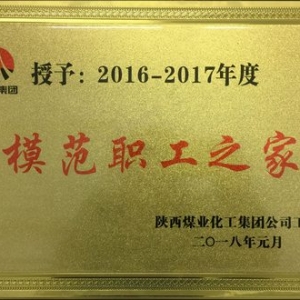 集团
授予：2016-2017年度
模范职工之家
陕西煤业化工集团公司工
二〇一八年元月